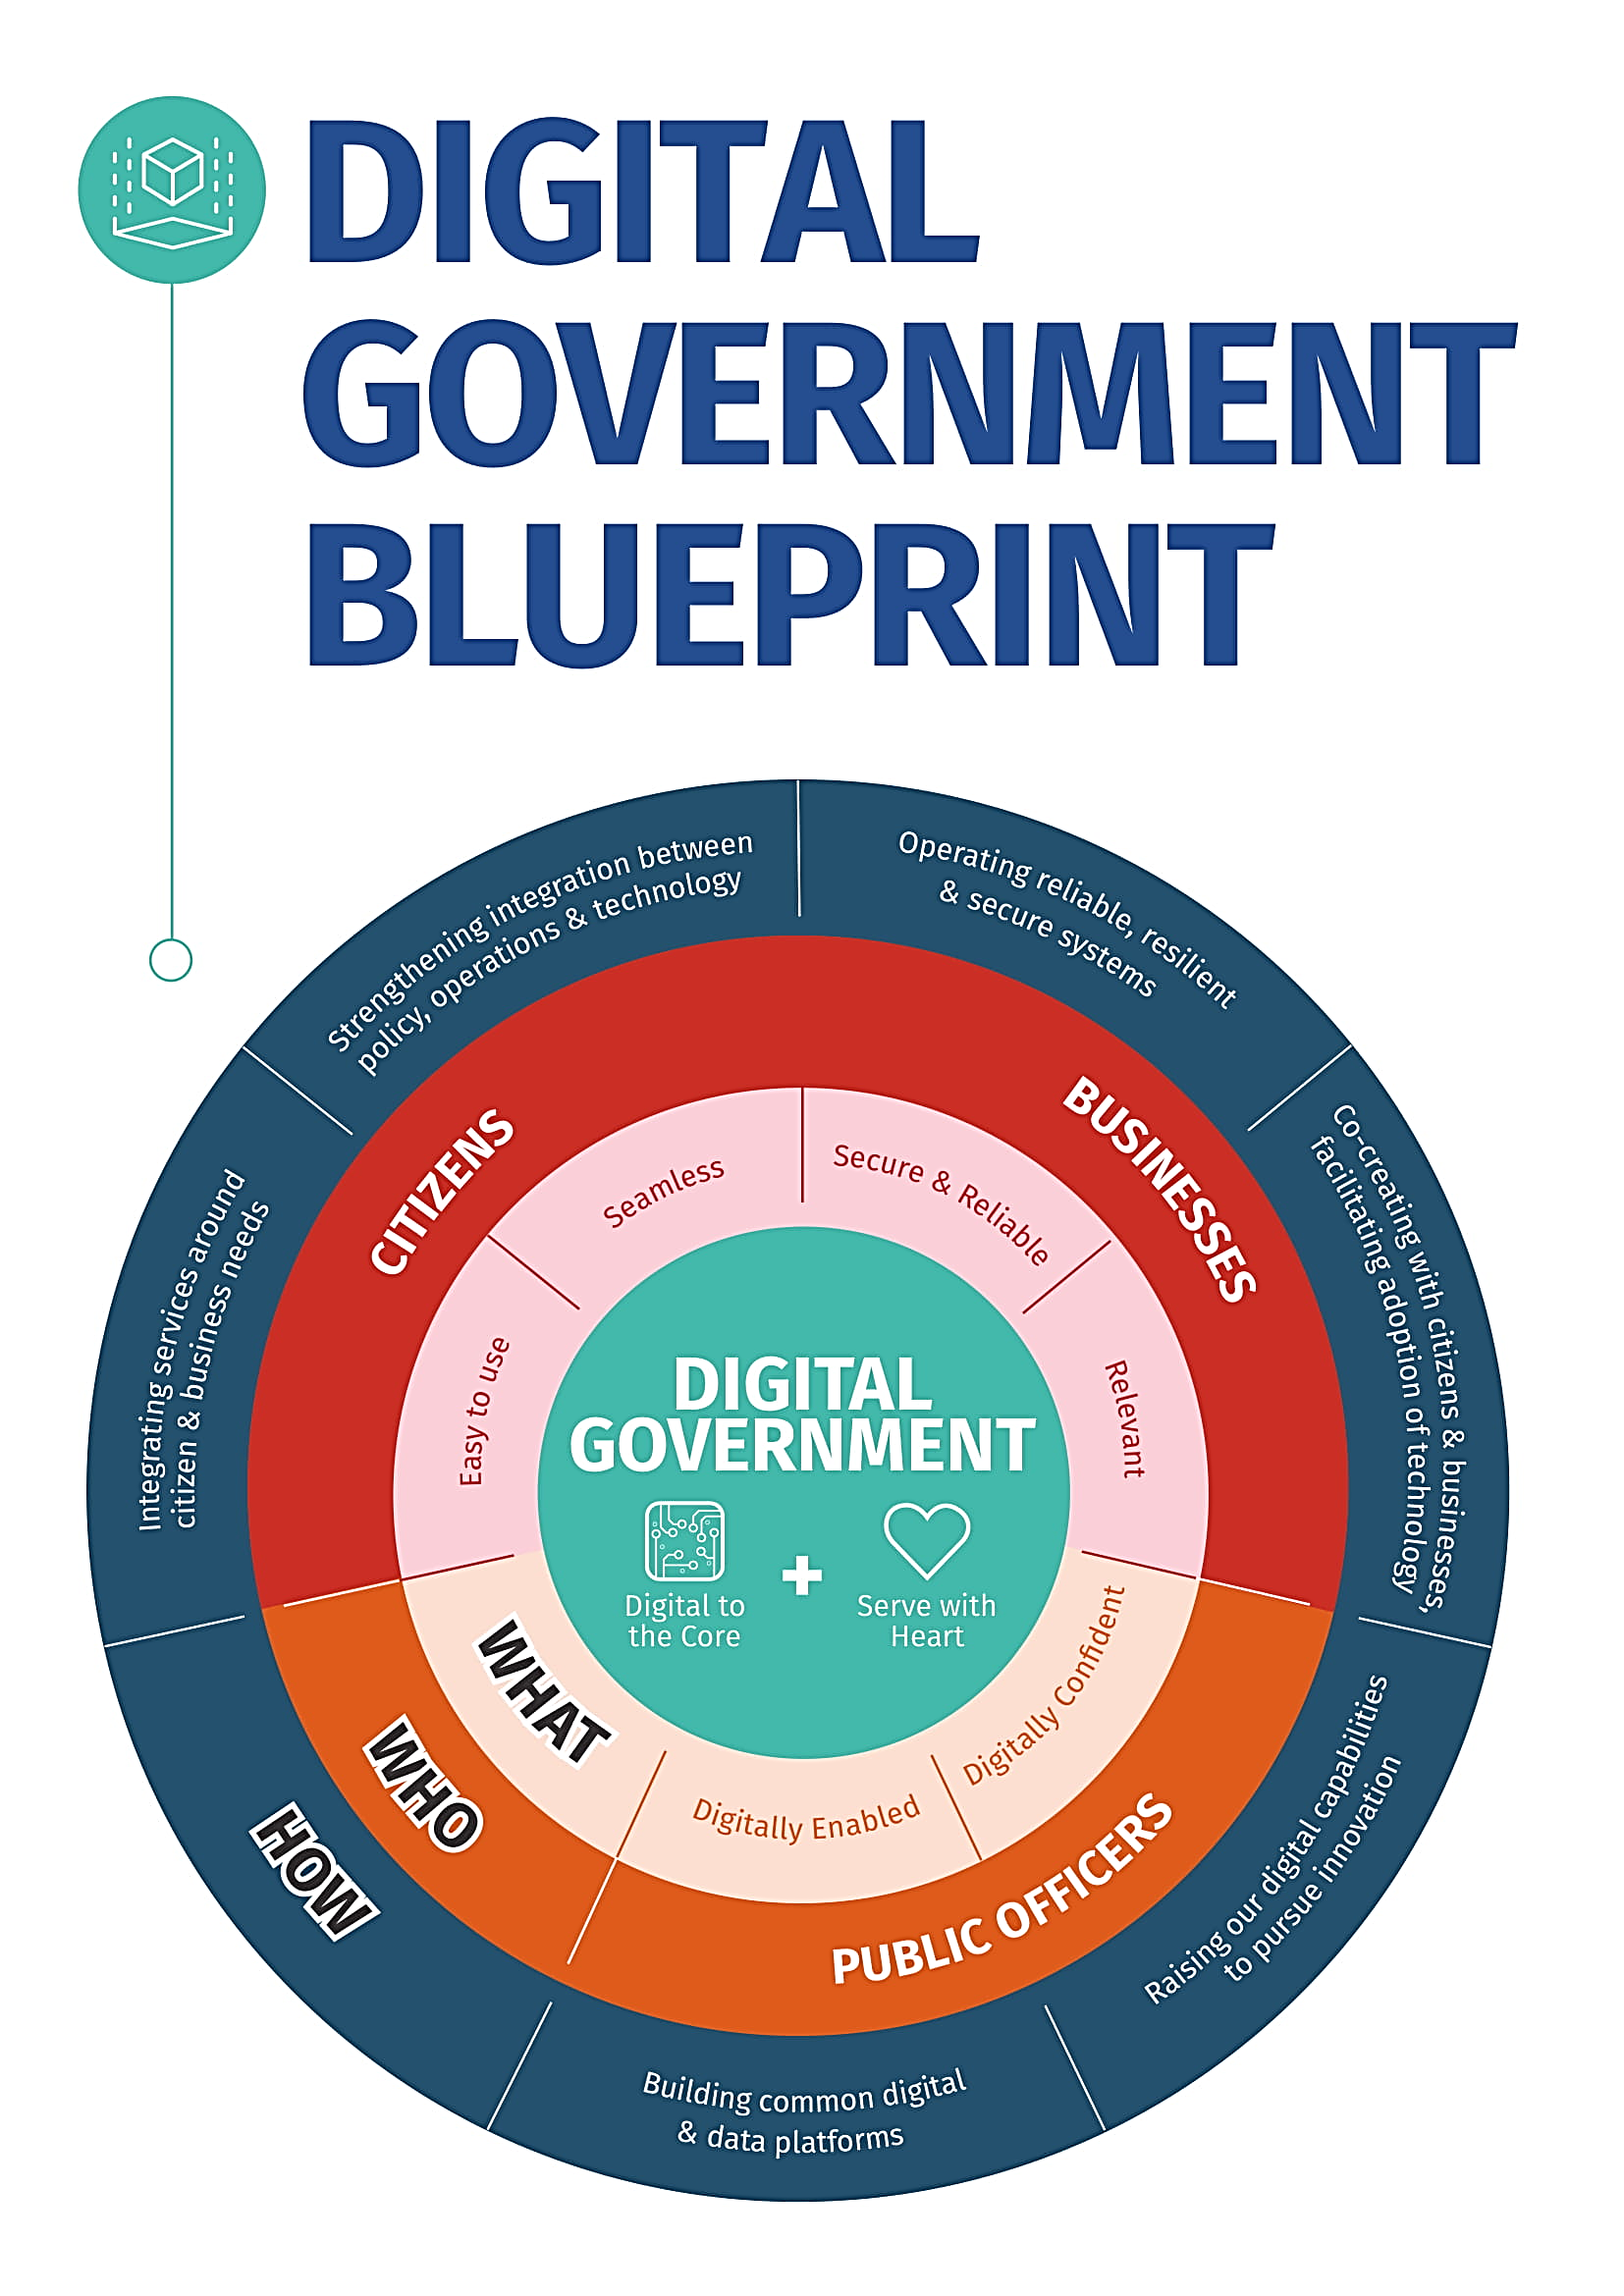 DIGITAL
GOVERNMENT
BLUEPRINT
Strengthening integration between
policy, operations & technology
Operating reliable, resilient
& secure systems
Co-creating with citizens & businesses,
facilitating adoption of technology
Raising our digital capabilities
to pursue innovation
Building common digital
& data platforms
HOW
Integrating services around
citizen & business needs
CITIZENS
BUSINESSES
PUBLIC OFFICERS
WHO
Seamless
Secure & Reliable
Relevant
Digitally Confident
Digitally Enabled
WHAT
Easy to use
DIGITAL
GOVERNMENT
Digital to
the Core
+
Serve with
Heart